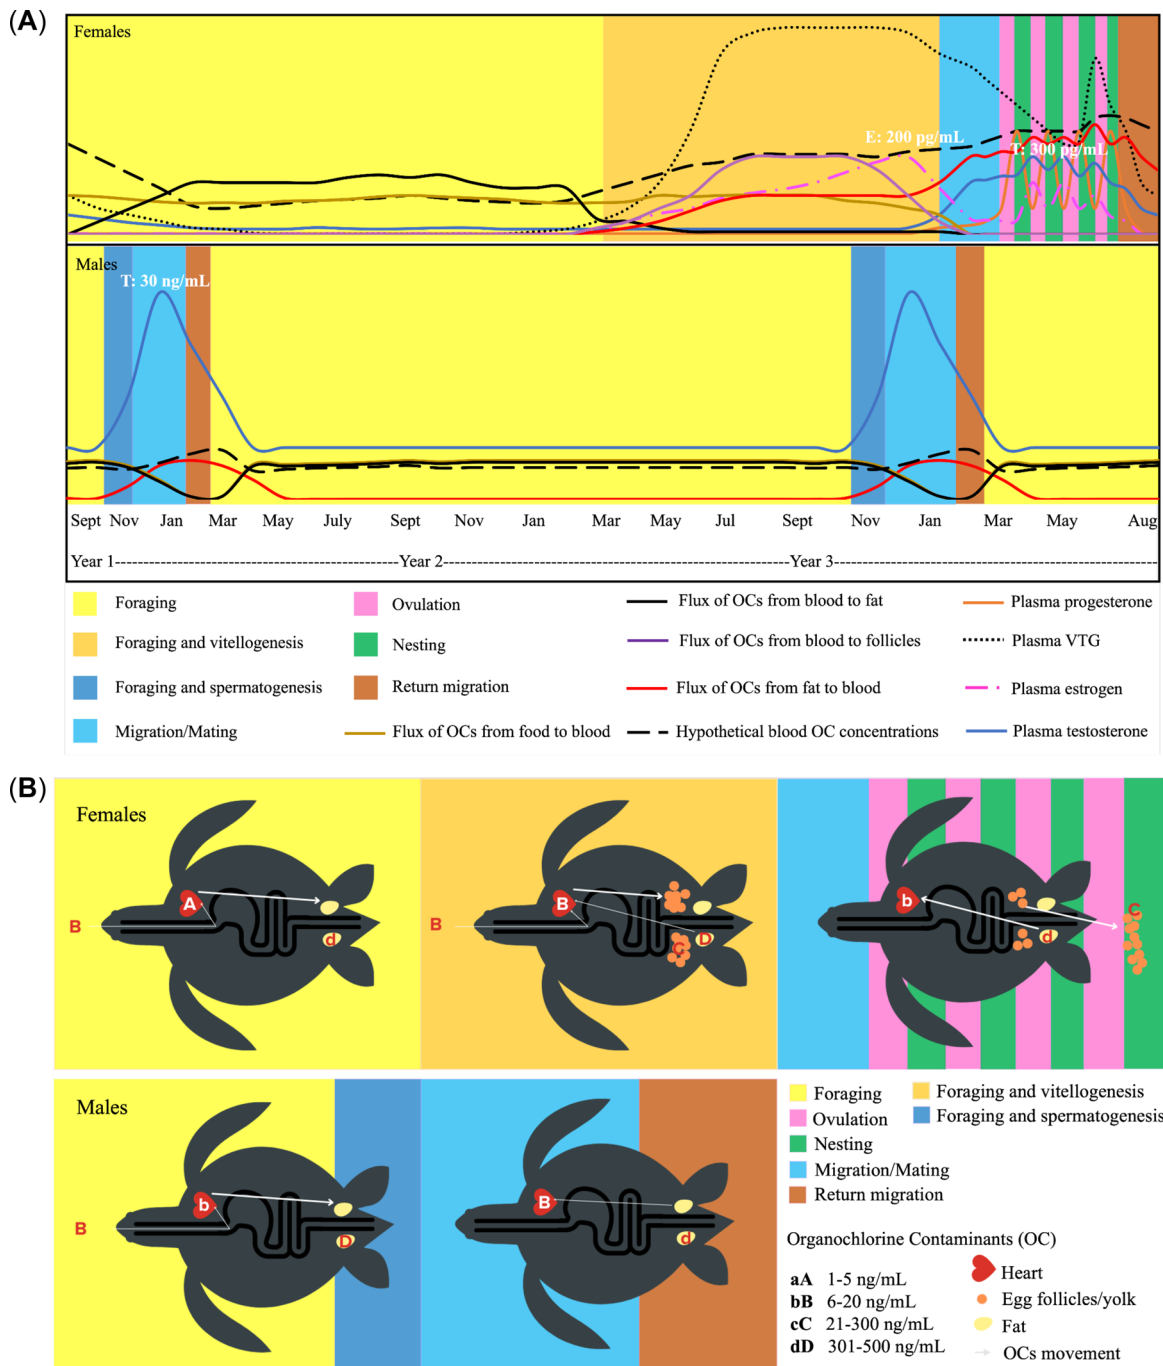 (A)
Females
E: 200 pg/mL
T: 300 pg/mL
Males
T: 30 ng/mL
Sept Nov Jan Mar May July Sept Nov Jan Mar May Jul Sept Nov Jan Mar May Aug
Year 1--------------------------------------------Year 2------------------------------------------------------Year 3----------------------------------------------------
Foraging
Ovulation
Flux of OCs from blood to fat
Plasma progesterone
Foraging and vitellogenesis
Nesting
Flux of OCs from blood to follicles
Plasma VTG
Foraging and spermatogenesis
Return migration
Flux of OCs from fat to blood
Plasma estrogen
Migration/Mating
Flux of OCs from food to blood
Hypothetical blood OC concentrations
Plasma testosterone
(B)
Females
B
A
d
B
B
C
D
b
d
C
Males
B
b
D
B
d
Foraging
Foraging and vitellogenesis
Ovulation
Foraging and spermatogenesis
Nesting
Migration/Mating
Return migration
Organochlorine Contaminants (OC)
aA 1-5 ng/mL
bB 6-20 ng/mL
cC 21-300 ng/mL
dD 301-500 ng/mL
Heart
Egg follicles/yolk
Fat
OCs movement